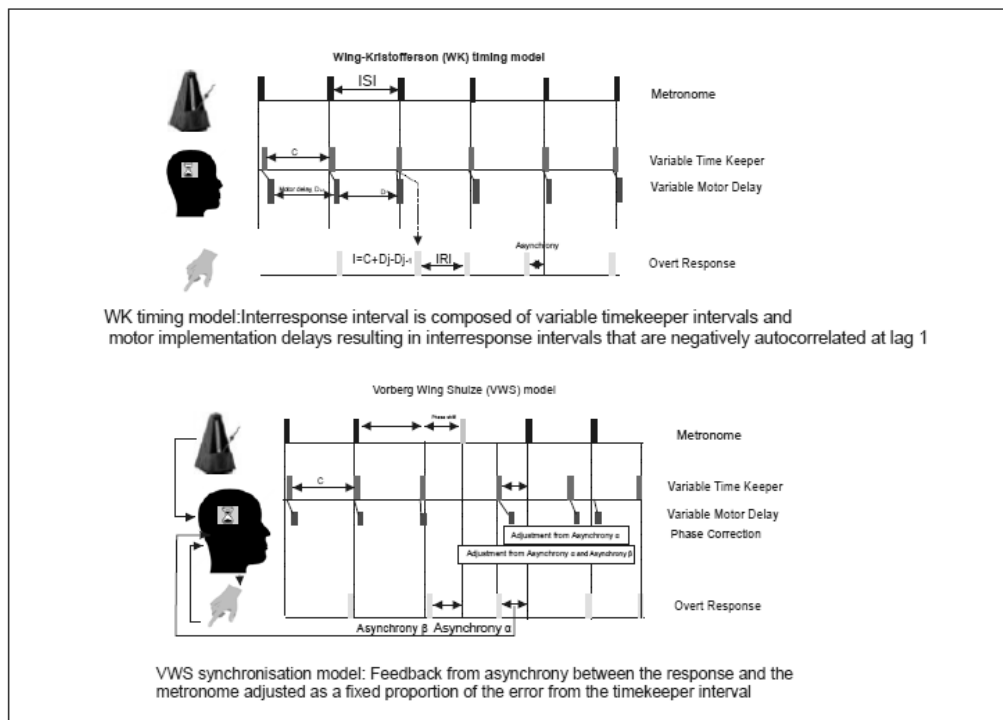 Wing-Kristofferson (WK) timing model
ISI
Metronome
C
Variable Time Keeper
Variable Motor Delay
Motor delay, D
D
Asynchrony
I=C+Dj-Dj-1
IRI
Overt Response
WK timing model:Interresponse interval is composed of variable timekeeper intervals and
motor implementation delays resulting in interresponse intervals that are negatively autocorrelated at lag 1
Vorberg Wing Shulze (VWS) model
Phase shift
Metronome
C
Variable Time Keeper
Variable Motor Delay
Adjustment from Asynchrony α
Phase Correction
Adjustment from Asynchrony α and Asynchrony β
Overt Response
Asynchrony β Asynchrony α
VWS synchronisation model: Feedback from asynchrony between the response and the
metronome adjusted as a fixed proportion of the error from the timekeeper interval